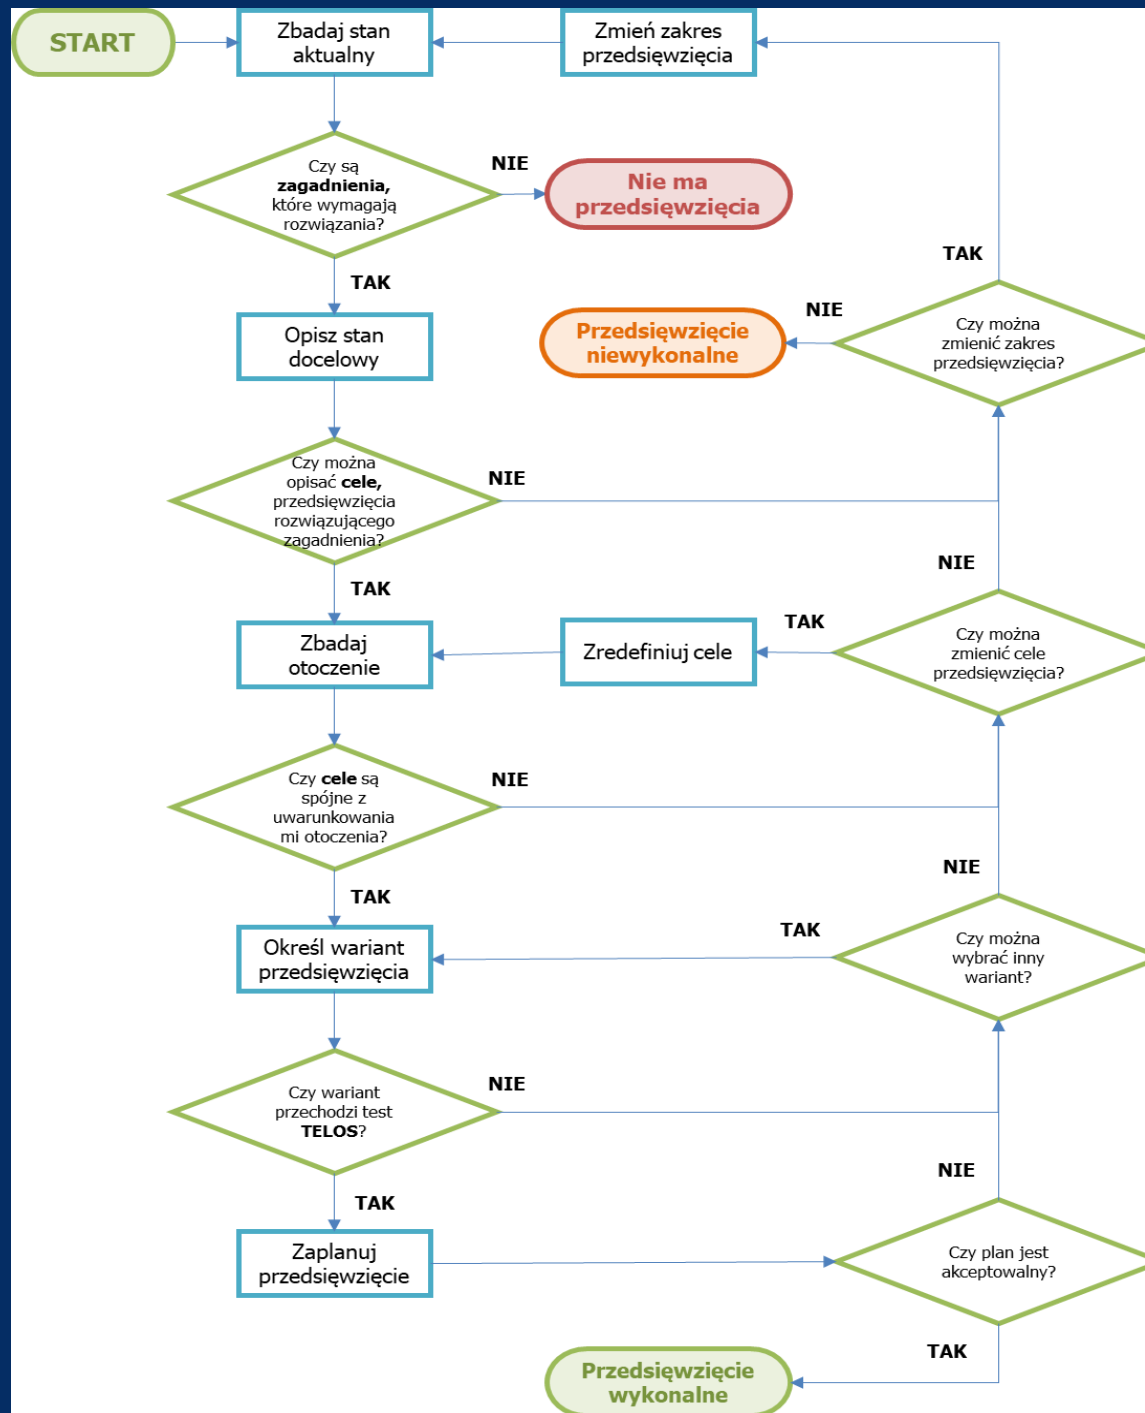 START
Zbadaj stan
aktualny
Zmień zakres
przedsięwzięcia
Czy są
zagadnienia,
które wymagają
rozwiązania?
NIE
Nie ma
przedsięwzięcia
TAK
Opisz stan
docelowy
Przedsięwzięcie
niewykonalne
NIE
TAK
Czy można
zmienić zakres
przedsięwzięcia?
Czy można
opisać cele,
przedsięwzięcia
rozwiązującego
zagadnienia?
NIE
TAK
Zbadaj
otoczenie
Zredefiniuj cele
TAK
NIE
Czy można
zmienić cele
przedsięwzięcia?
Czy cele są
spójne z
uwarunkowania
mi otoczenia?
NIE
TAK
Określ wariant
przedsięwzięcia
TAK
NIE
Czy można
wybrać inny
wariant?
Czy wariant
przechodzi test
TELOS?
NIE
TAK
Zaplanuj
przedsięwzięcie
NIE
Czy plan jest
akceptowalny?
TAK
Przedsięwzięcie
wykonalne